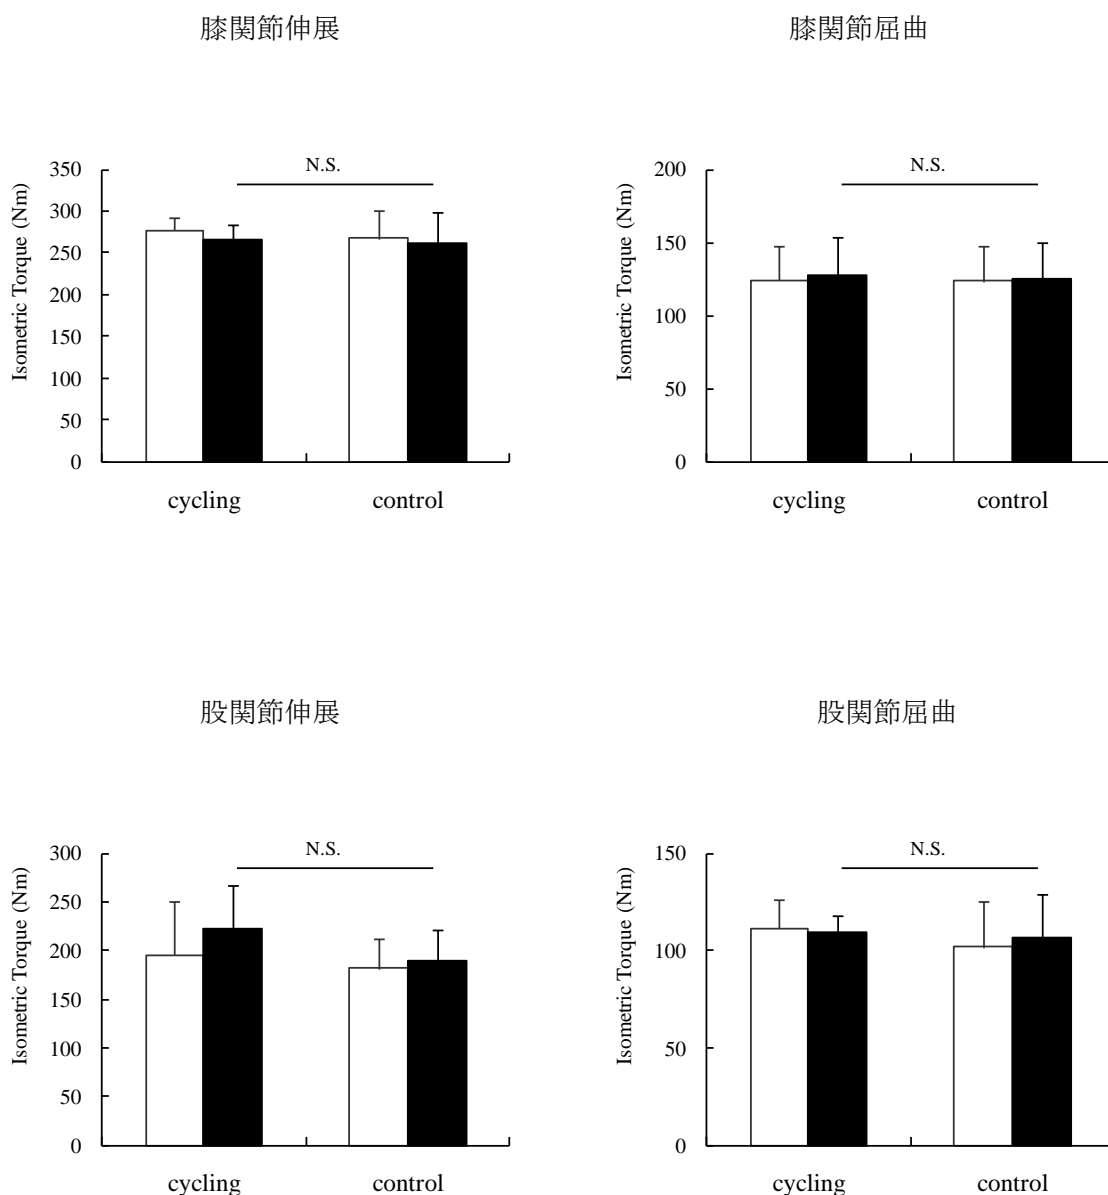 膝関節伸展
膝関節屈曲
N.S.
Isometric Torque (Nm)
350
300
250
200
150
100
50
0
cycling control
N.S.
Isometric Torque (Nm)
200
150
100
50
0
cycling control
股関節伸展
股関節屈曲
N.S.
Isometric Torque (Nm)
300
250
200
150
100
50
0
cycling control
N.S.
Isometric Torque (Nm)
150
100
50
0
cycling control